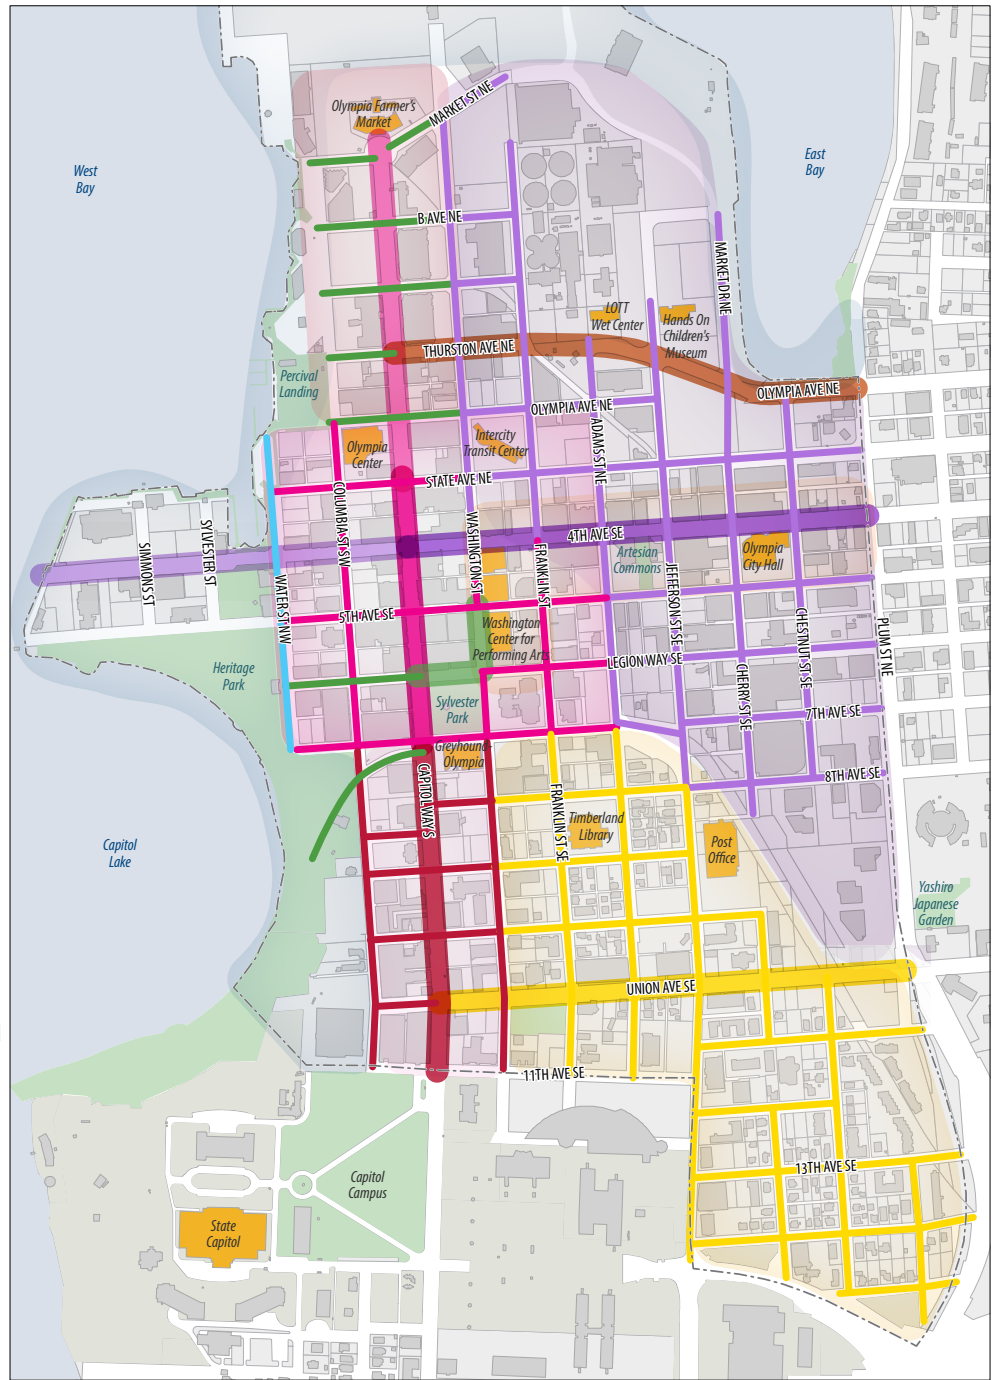 Olympia Farmer's
Market
MARKET ST NE
West
Bay
East
Bay
B AVE NE
MARKET DR NE
LOTT
Wet Center
Hands On
Children's
Museum
THURSTON AVE NE
Percival
Landing
OLYMPIA AVE NE
OLYMPIA AVE NE
ADAMS ST NE
Olympia
Center
Intercity
Transit Center
STATE AVE NE
COLUMBIA ST SW
WASHINGTON ST
4TH AVE SE
SYLVESTER ST
SIMMONS ST
FRANKLIN ST
Artesian
Commons
Olympia
City Hall
JEFFERSON ST SE
WATER ST NW
5TH AVE SE
CHESTNUT ST SE
PLUM ST NE
Washington
Center for
Performing Arts
LEGION WAY SE
Heritage
Park
CHERRY ST SE
Sylvester
Park
7TH AVE SE
Greyhound-
Olympia
CAPITOL WAY S
8TH AVE SE
FRANKLIN ST SE
Timberland
Library
Post
Office
Capitol
Lake
Yashiro
Japanese
Garden
UNION AVE SE
11TH AVE SE
13TH AVE SE
Capitol
Campus
State
Capitol